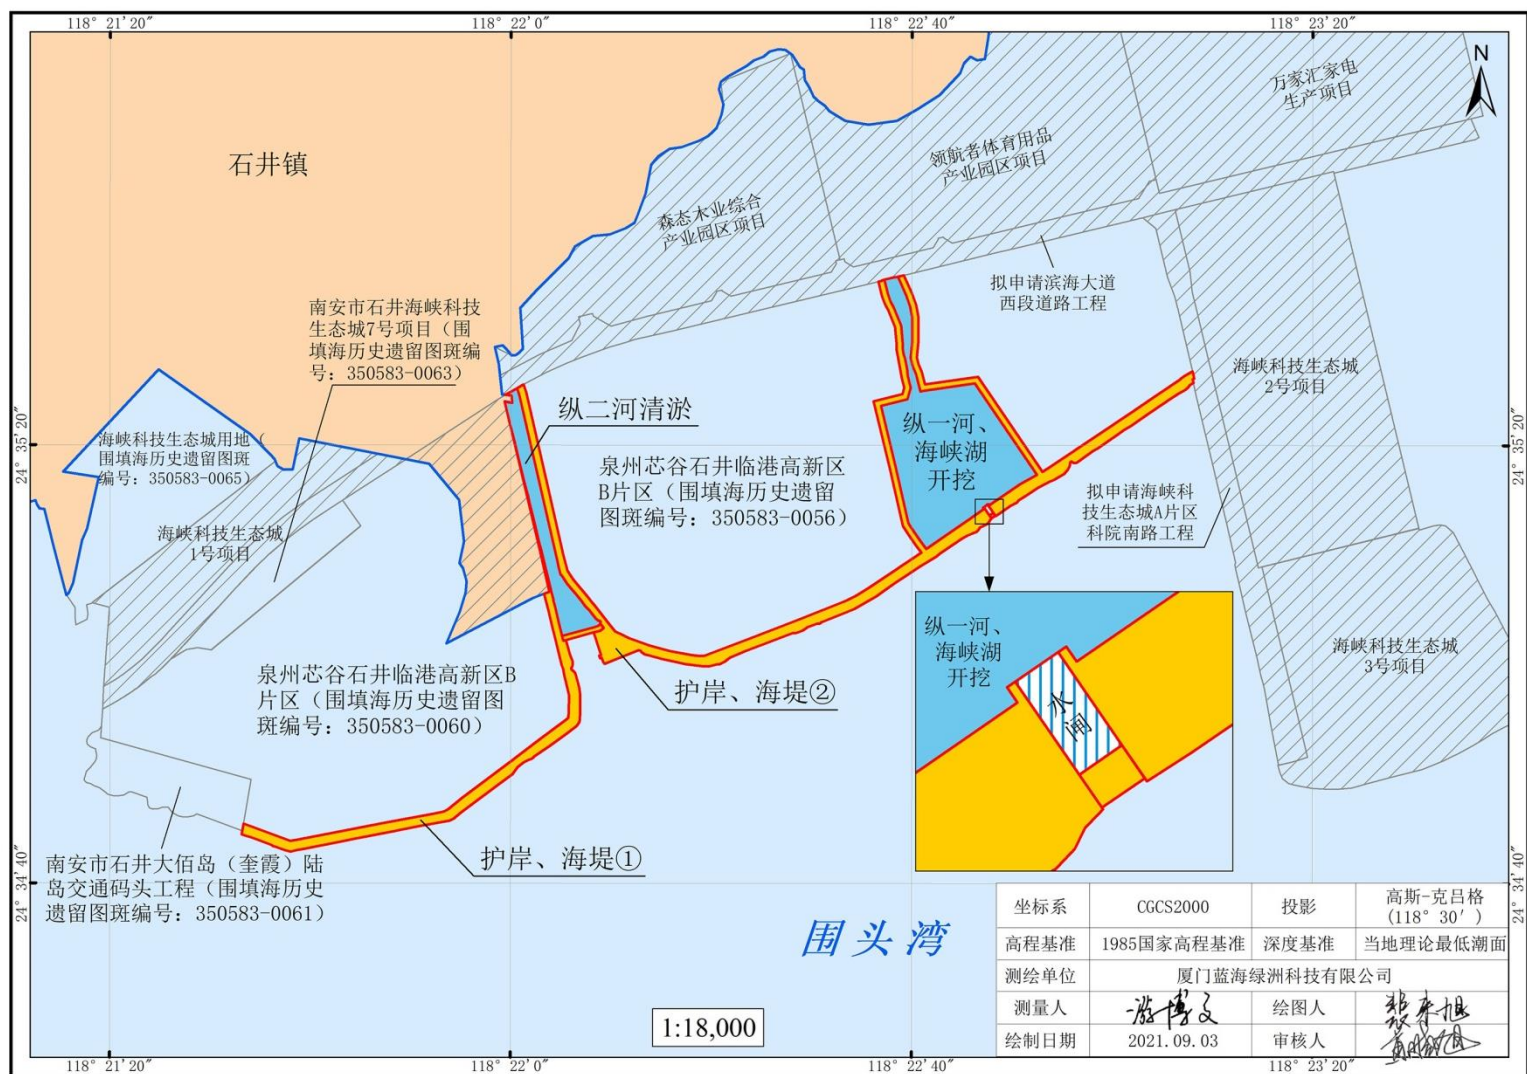 118° 21′20″
118° 22′0″
118° 22′40″
118° 23′20″
N
万家汇家电
生产项目
领航者体育用品
产业园区项目
石井镇
森态木业综合
产业园区项目
拟申请滨海大道
西段道路工程
南安市石井海峡科技
生态城7号项目（围
填海历史遗留图斑编
号：350583-0063）
海峡科技生态城
2号项目
纵二河清淤
纵一河、
海峡湖
开挖
24° 35′20″
24° 35′20″
海峡科技生态城用地（
围填海历史遗留图斑
编号：350583-0065）
泉州芯谷石井临港高新区
B片区（围填海历史遗留
图斑编号：350583-0056）
拟申请海峡科
技生态城A片区
科院南路工程
海峡科技生态城
1号项目
纵一河、
海峡湖
开挖
水闸
海峡科技生态城
3号项目
泉州芯谷石井临港高新区B
片区（围填海历史遗留图
斑编号：350583-0060）
护岸、海堤②
护岸、海堤①
南安市石井大佰岛（奎霞）陆
岛交通码头工程（围填海历史
遗留图斑编号：350583-0061）
24° 34′40″
24° 34′40″
围头湾
1:18,000
坐标系 CGCS2000 投影 高斯-克吕格
(118° 30′)
高程基准 1985国家高程基准 深度基准 当地理论最低潮面
测绘单位 厦门蓝海绿洲科技有限公司
测量人 游博文 绘图人
绘制日期 2021.09.03 审核人
118° 21′20″
118° 22′0″
118° 22′40″
118° 23′20″